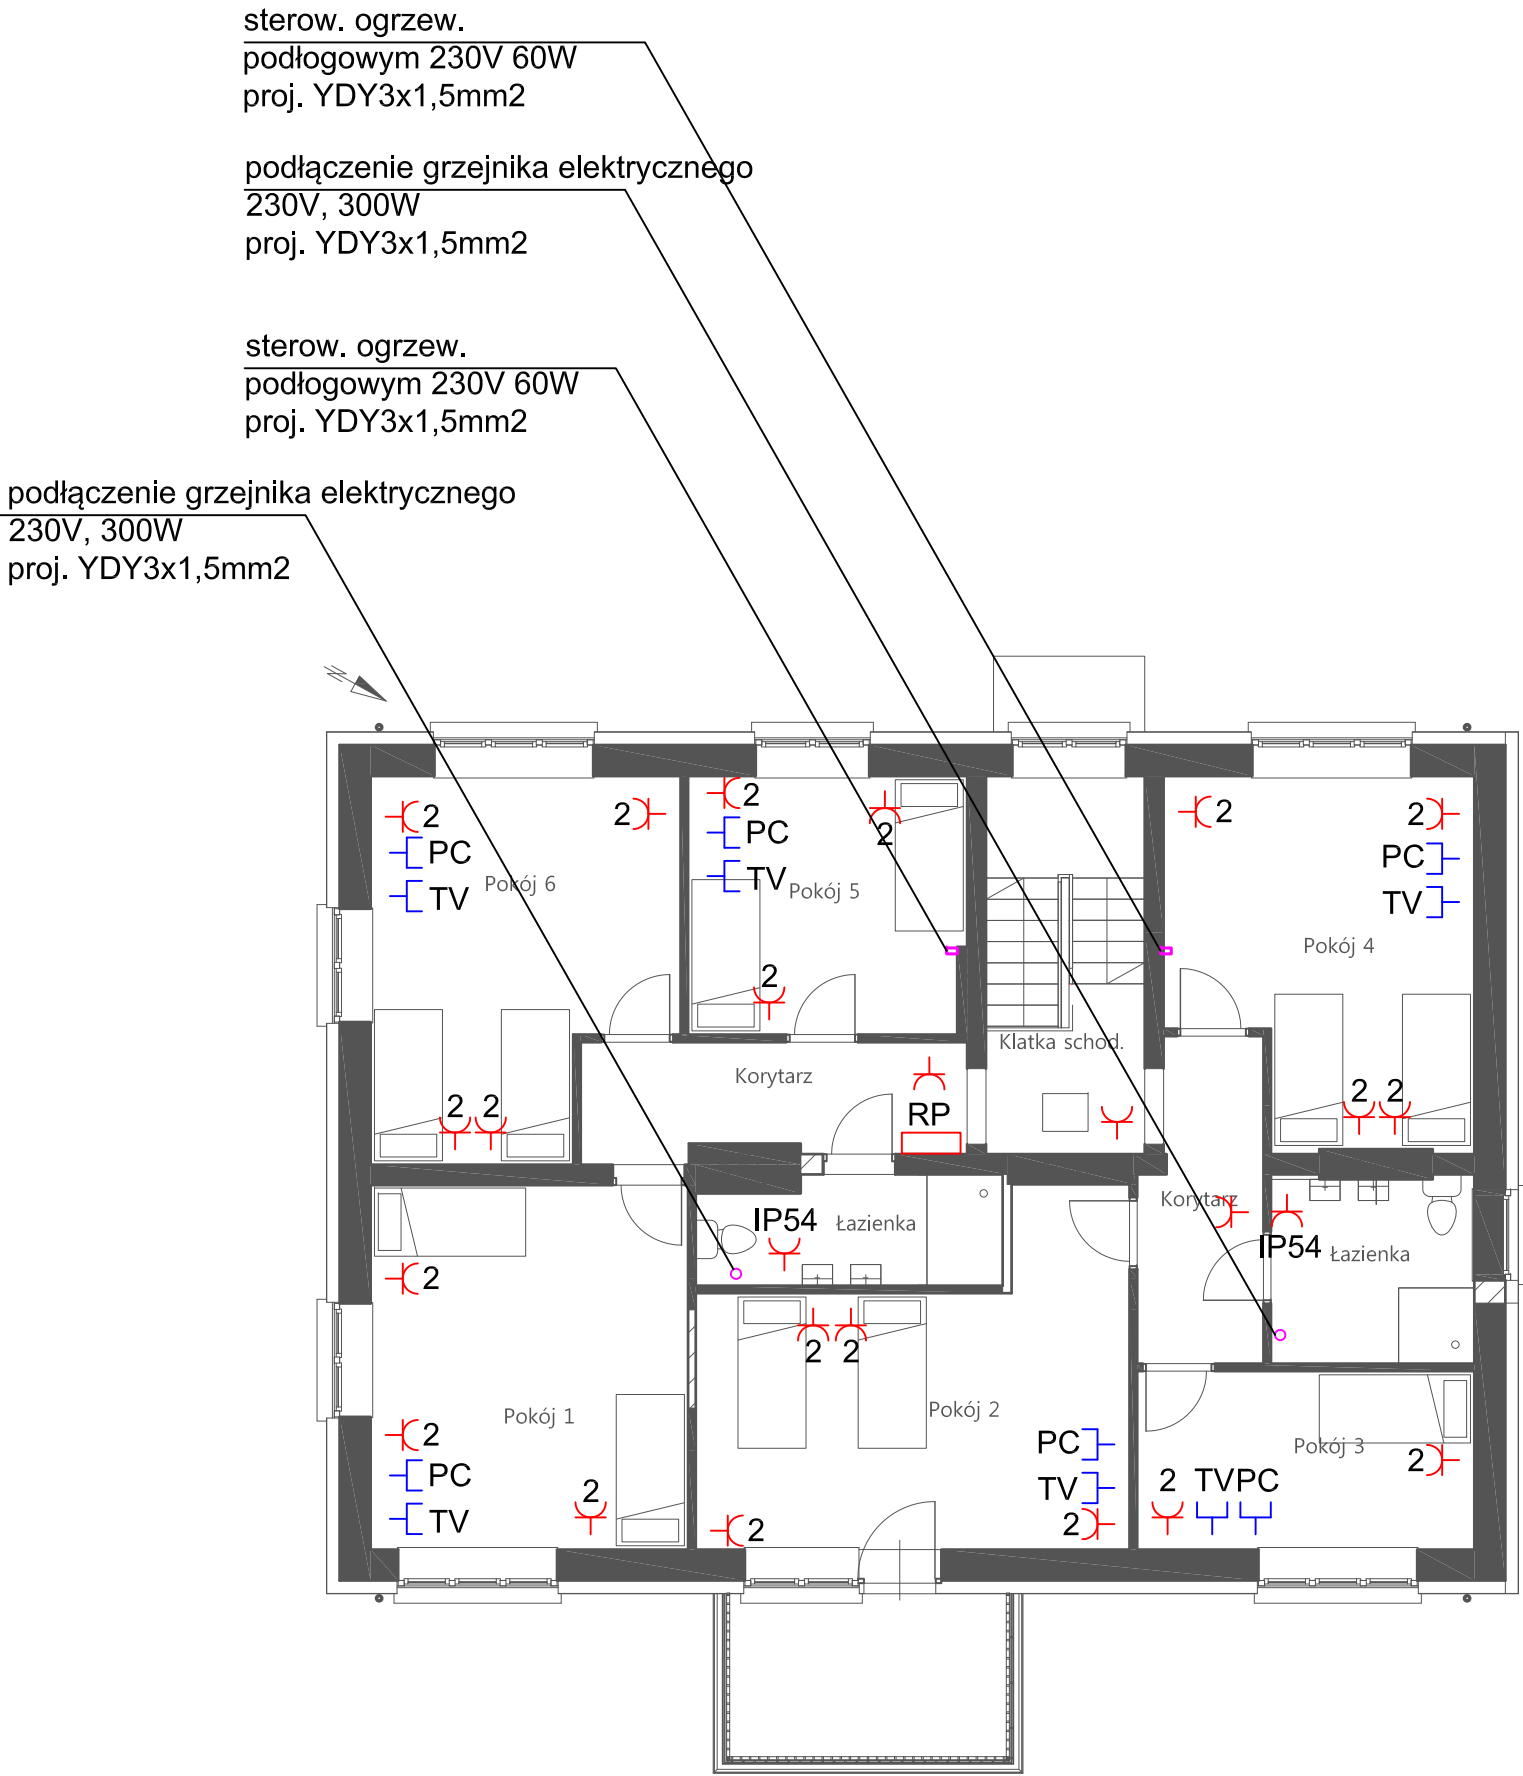 sterow. ogrzew.
podłogowym 230V 60W
proj. YDY3x1,5mm2
podłączenie grzejnika elektrycznego
230V, 300W
proj. YDY3x1,5mm2
sterow. ogrzew.
podłogowym 230V 60W
proj. YDY3x1,5mm2
podłączenie grzejnika elektrycznego
230V, 300W
proj. YDY3x1,5mm2
N
2
PC
TV
2
Pokój 6
2
2
2
PC
TV
2
Pokój 5
2
2
2
PC
TV
Pokój 4
2
2
Klatka schod.
Korytarz
RP
Korytarz
IP54
Łazienka
IP54
Łazienka
2
Pokój 1
2
PC
TV
2
2
2
Pokój 2
PC
TV
2
2
Pokój 3
2
2
TV
PC